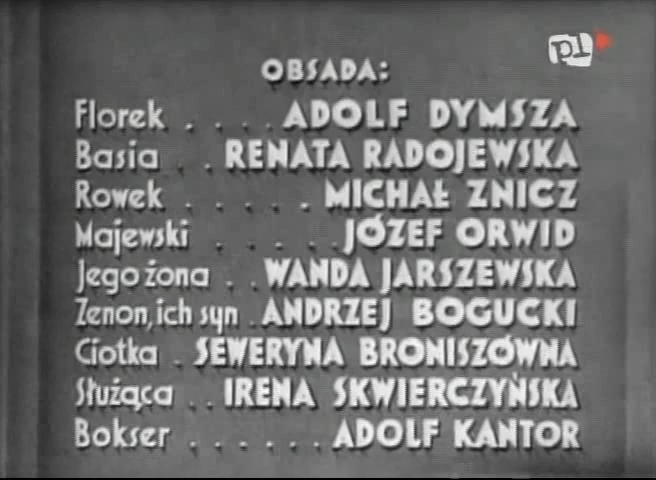 pl
OBSADA:
Florek . . . . ADOLF DYMSZA
Basia . . RENATA RADOJEWSKA
Rowek . . . . . . MICHAŁ ZNICZ
Majewski . . . . . JÓZEF ORWID
Jego żona . . WANDA JARSZEWSKA
Zenon, ich syn . ANDRZEJ BOGUCKI
Ciotka . SEWERYNA BRONISZÓWNA
Służąca . . IRENA SKWIERCZYŃSKA
Bokser . . . . . . ADOLF KANTOR